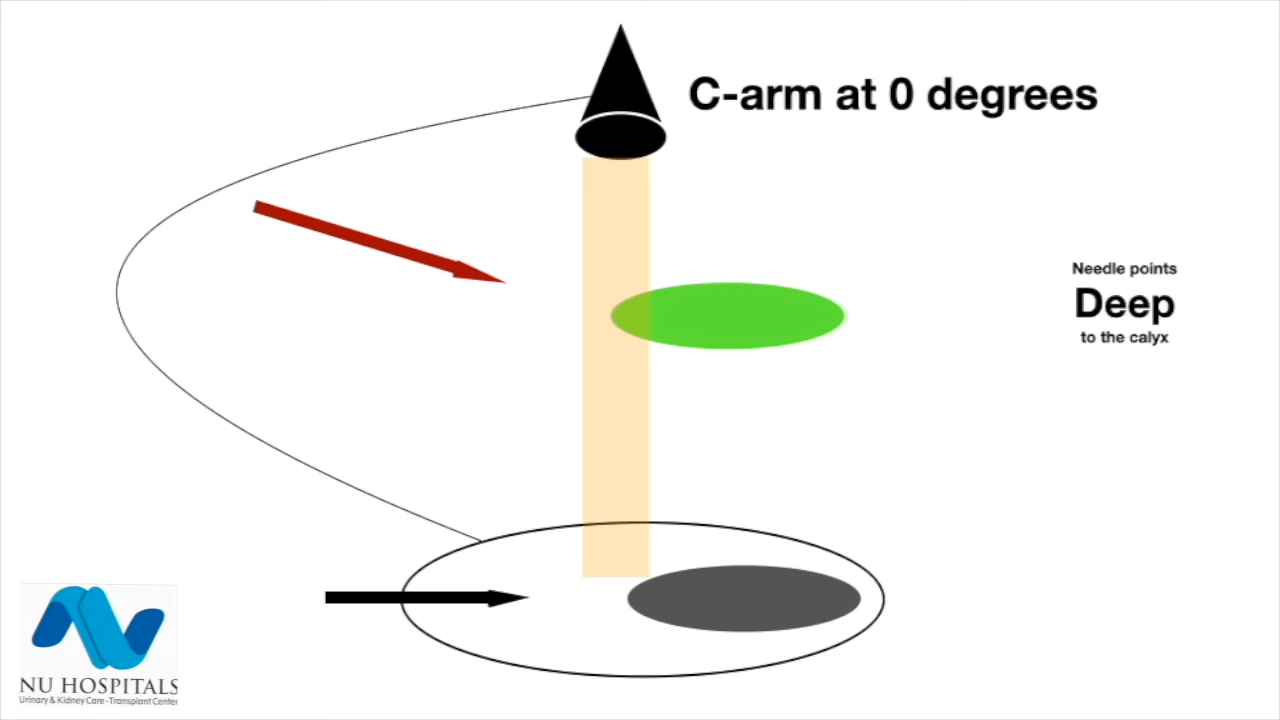 C-arm at 0 degrees
Needle points
Deep
to the calyx
NU HOSPITALS
Urinary & Kidney Care-Transplant Center